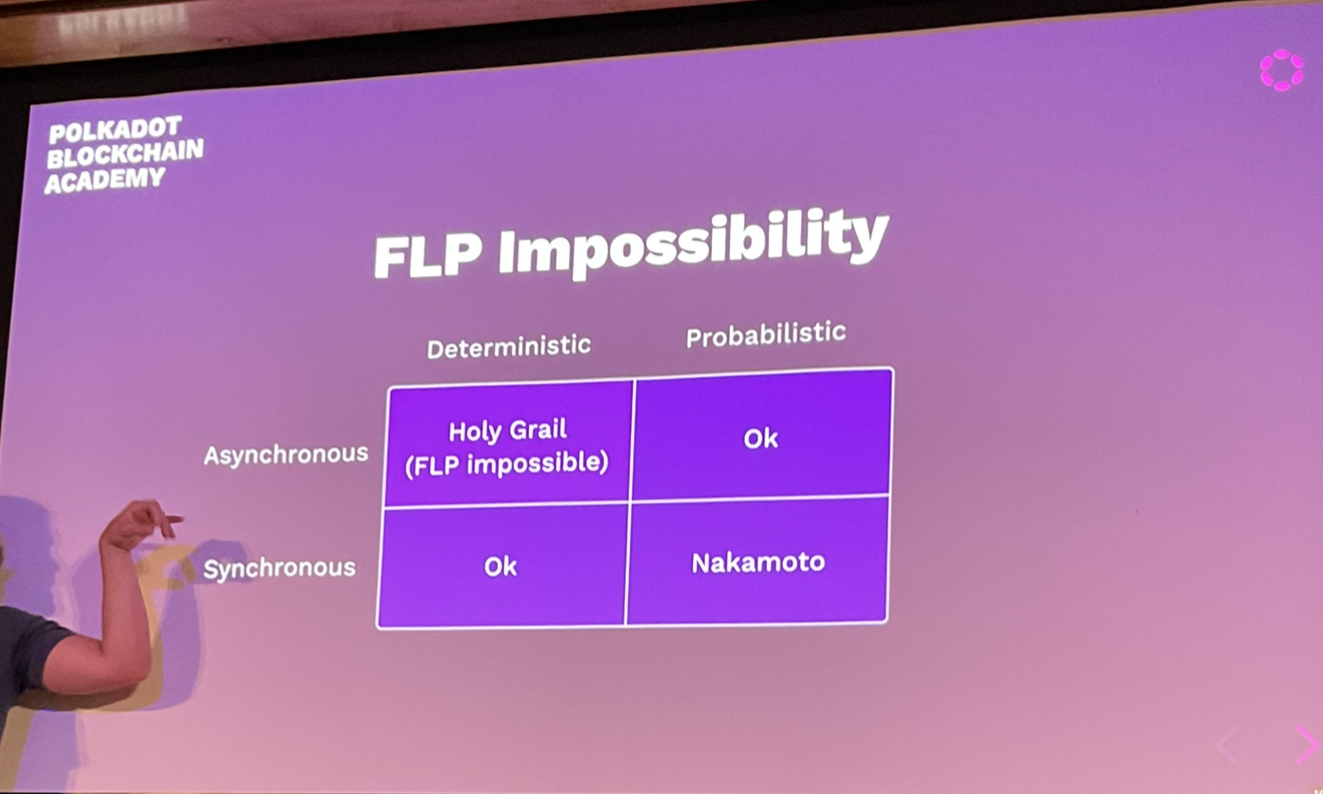 POLKADOT
BLOCKCHAIN
ACADEMY
FLP Impossibility
Deterministic
Probabilistic
Asynchronous
Holy Grail
(FLP impossible)
Ok
Synchronous
Ok
Nakamoto